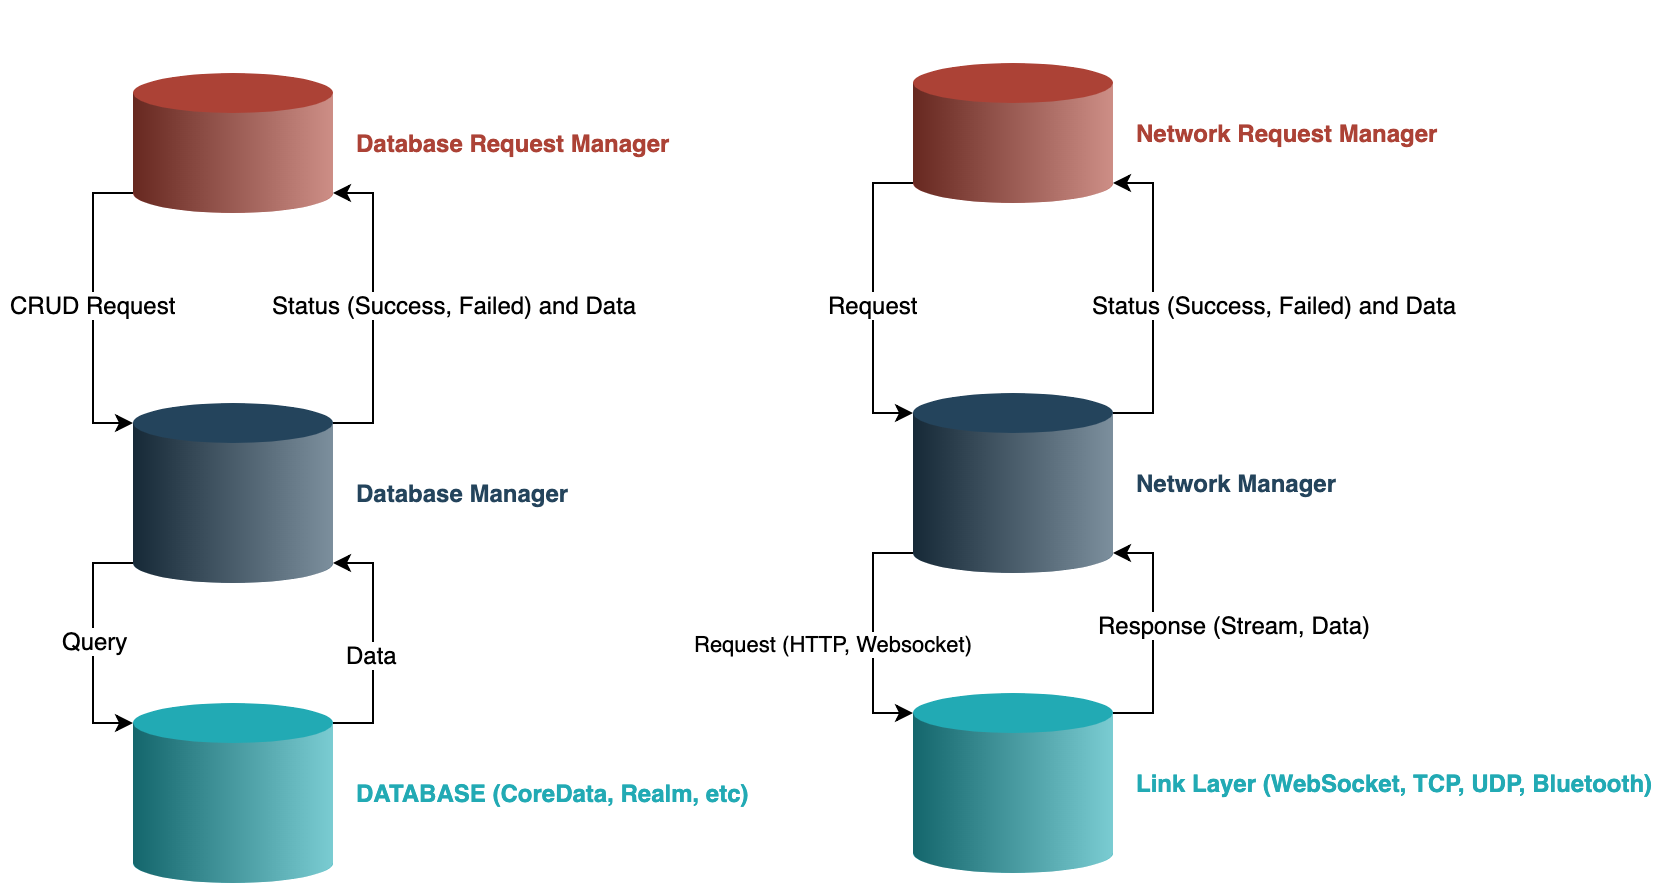 Database Request Manager
CRUD Request
Status (Success, Failed) and Data
Database Manager
Query
Data
DATABASE (CoreData, Realm, etc)
Network Request Manager
Request
Status (Success, Failed) and Data
Network Manager
Request (HTTP, Websocket)
Response (Stream, Data)
Link Layer (WebSocket, TCP, UDP, Bluetooth)